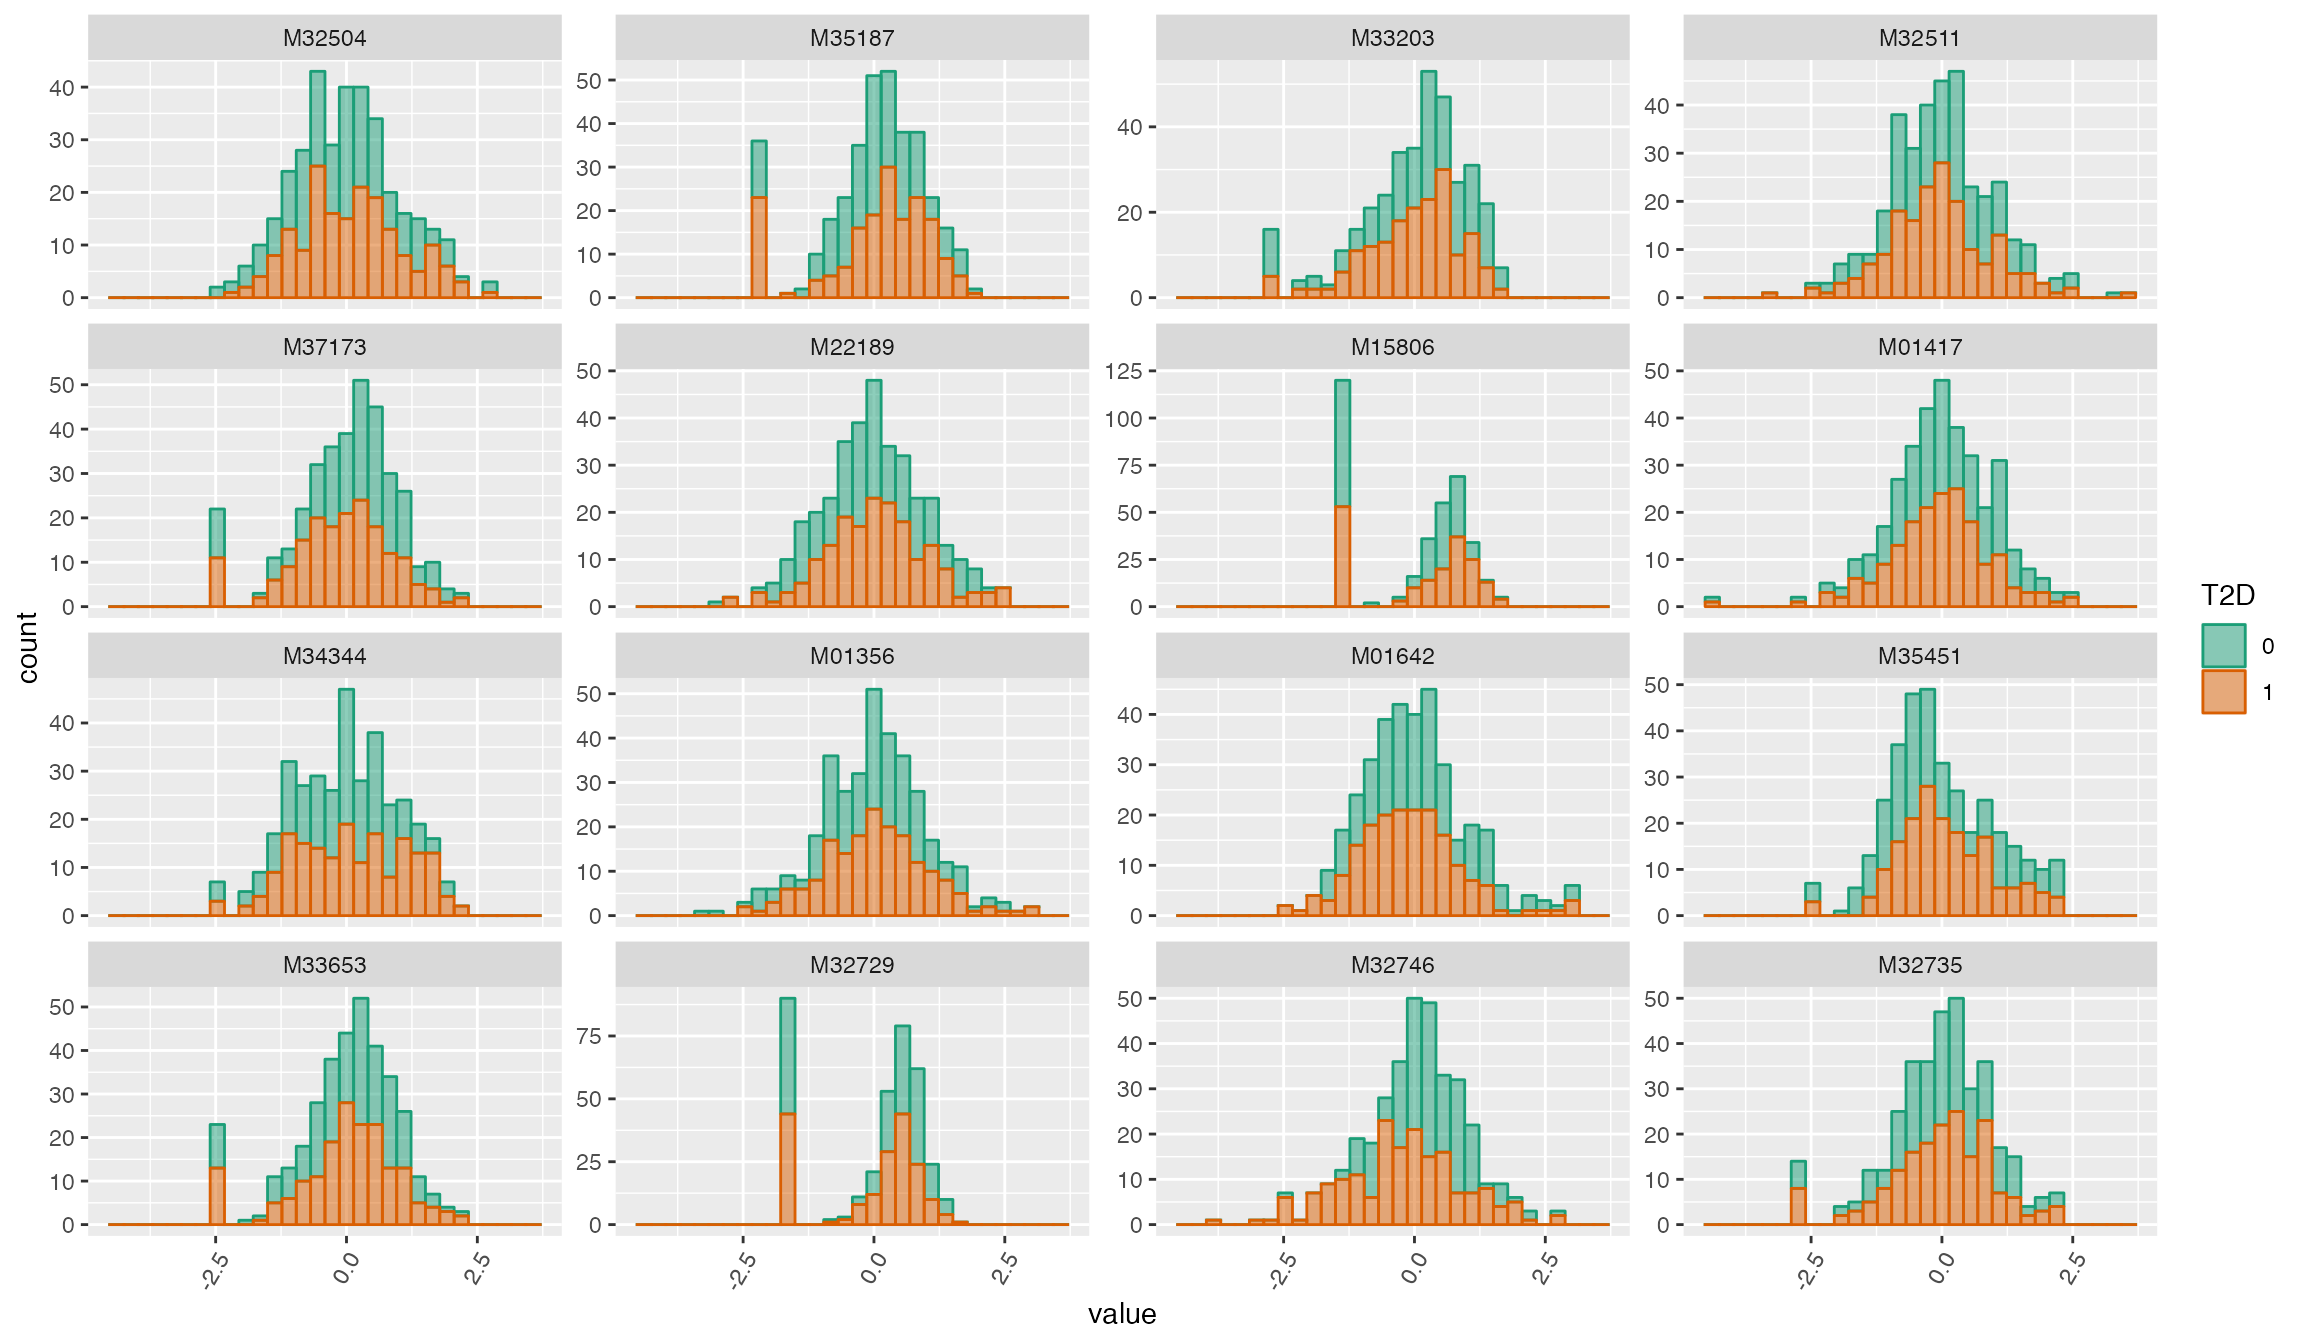 M32504 M35187 M33203 M32511
40 30 20 10 0
50 40 30 20 10 0
40 20 0
40 30 20 10 0
M37173 M22189 M15806 M01417
50 40 30 20 10 0
50 40 30 20 10 0
125 100 75 50 25 0
50 40 30 20 10 0
count
M34344 M01356 M01642 M35451
40 30 20 10 0
50 40 30 20 10 0
40 30 20 10 0
50 40 30 20 10 0
M33653 M32729 M32746 M32735
50 40 30 20 10 0
75 50 25 0
50 40 30 20 10 0
50 40 30 20 10 0
-2.5 0.0 2.5 -2.5 0.0 2.5 -2.5 0.0 2.5 -2.5 0.0 2.5
value
T2D
0
1